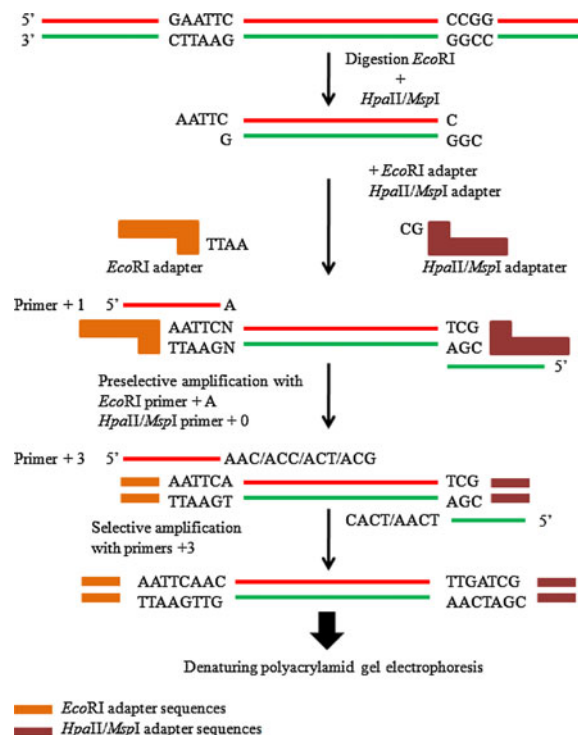 5' GAATTC CCGG
3' CTTAAG GGCC
Digestion EcoRI
+
HpaII/MspI
AATTC C
G GGC
+ EcoRI adapter
HpaII/MspI adapter
TTAA CG
EcoRI adapter HpaII/MspI adaptater
Primer + 1 5' A
AATTCN TCG
TTAAGN AGC
5'
Preselective amplification with
EcoRI primer + A
HpaII/MspI primer + 0
Primer + 3 5' AAC/ACC/ACT/ACG
AATTCA TCG
TTAAGT AGC
CACT/AACT 5'
Selective amplification
with primers +3
AATTCAAC TTGATCG
TTAAGTTG AACTAGC
Denaturing polyacrylamid gel electrophoresis
EcoRI adapter sequences
HpaII/MspI adapter sequences